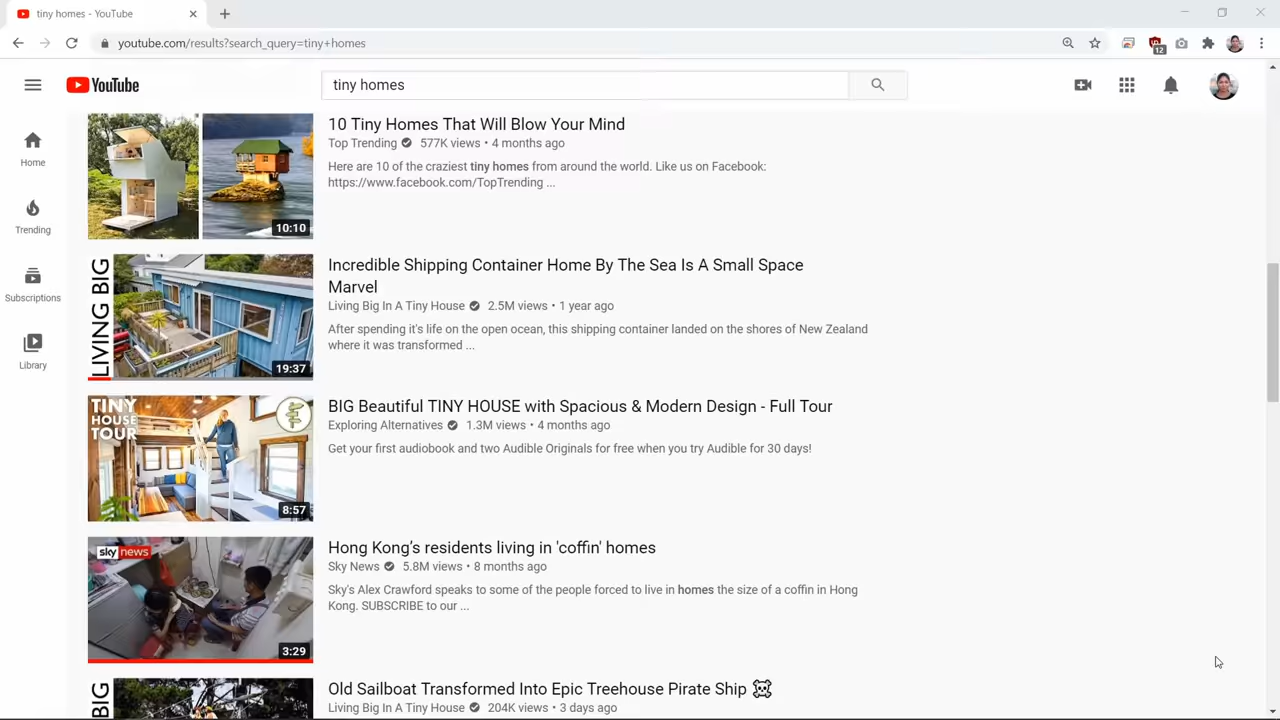 tiny homes - YouTube
youtube.com/results?search_query=tiny+homes
12
YouTube
tiny homes
Home
Trending
Subscriptions
Library
10:10
10 Tiny Homes That Will Blow Your Mind
Top Trending 577K views • 4 months ago
Here are 10 of the craziest tiny homes from around the world. Like us on Facebook:
https://www.facebook.com/TopTrending ...
LIVING BIG
19:37
Incredible Shipping Container Home By The Sea Is A Small Space
Marvel
Living Big In A Tiny House 2.5M views • 1 year ago
After spending it's life on the open ocean, this shipping container landed on the shores of New Zealand
where it was transformed ...
TINY
HOUSE
TOUR
8:57
BIG Beautiful TINY HOUSE with Spacious & Modern Design - Full Tour
Exploring Alternatives 1.3M views • 4 months ago
Get your first audiobook and two Audible Originals for free when you try Audible for 30 days!
sky news
3:29
Hong Kong’s residents living in 'coffin' homes
Sky News 5.8M views • 8 months ago
Sky's Alex Crawford speaks to some of the people forced to live in homes the size of a coffin in Hong
Kong. SUBSCRIBE to our ...
BIG
Old Sailboat Transformed Into Epic Treehouse Pirate Ship ☠
Living Big In A Tiny House 204K views • 3 days ago